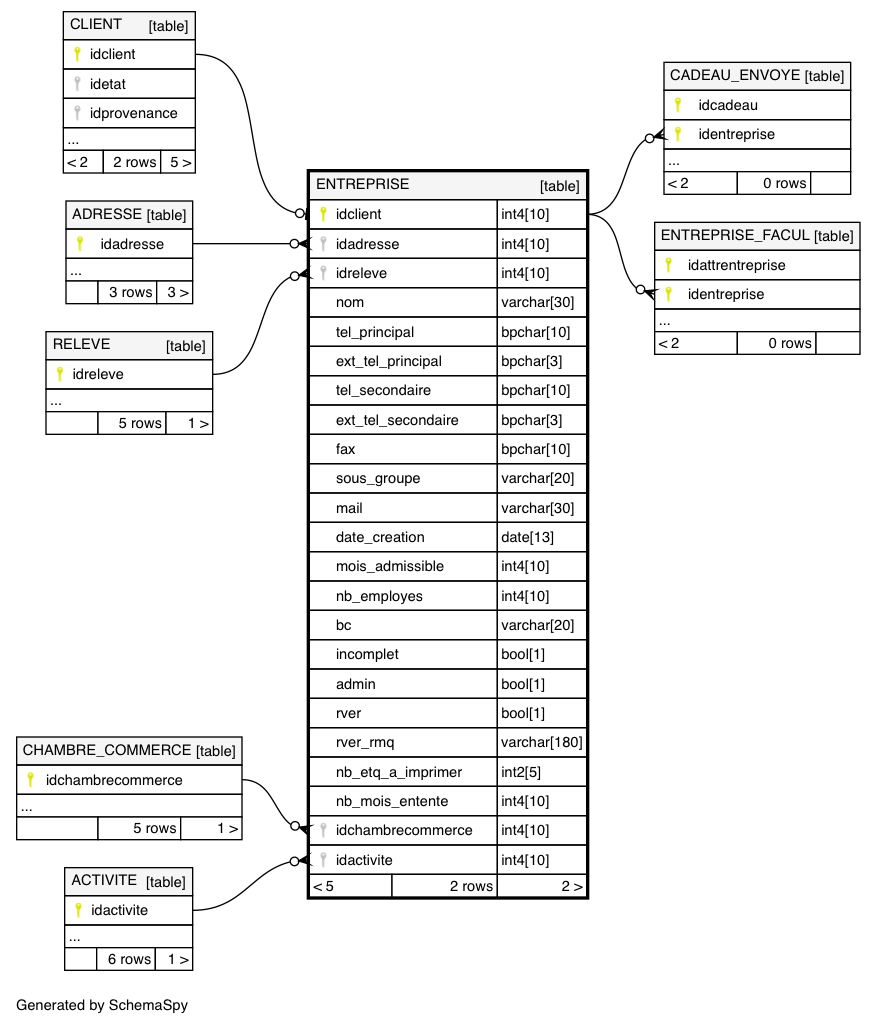 CLIENT [table]
idclient
idetat
idprovenance
...
< 2 2 rows 5 >
ADRESSE [table]
idadresse
...
3 rows 3 >
RELEVE [table]
idreleve
...
5 rows 1 >
ENTREPRISE [table]
idclient int4[10]
idadresse int4[10]
idreleve int4[10]
nom varchar[30]
tel_principal bpchar[10]
ext_tel_principal bpchar[3]
tel_secondaire bpchar[10]
ext_tel_secondaire bpchar[3]
fax bpchar[10]
sous_groupe varchar[20]
mail varchar[30]
date_creation date[13]
mois_admissible int4[10]
nb_employes int4[10]
bc varchar[20]
incomplet bool[1]
admin bool[1]
rver bool[1]
rver_rmq varchar[180]
nb_etq_a_imprimer int2[5]
nb_mois_entente int4[10]
idchambrecommerce int4[10]
idactivite int4[10]
< 5 2 rows 2 >
CADEAU_ENVOYE [table]
idcadeau
identreprise
...
< 2 0 rows
ENTREPRISE_FACUL [table]
idattrentreprise
identreprise
...
< 2 0 rows
CHAMBRE_COMMERCE [table]
idchambrecommerce
...
5 rows 1 >
ACTIVITE [table]
idactivite
...
6 rows 1 >
Generated by SchemaSpy